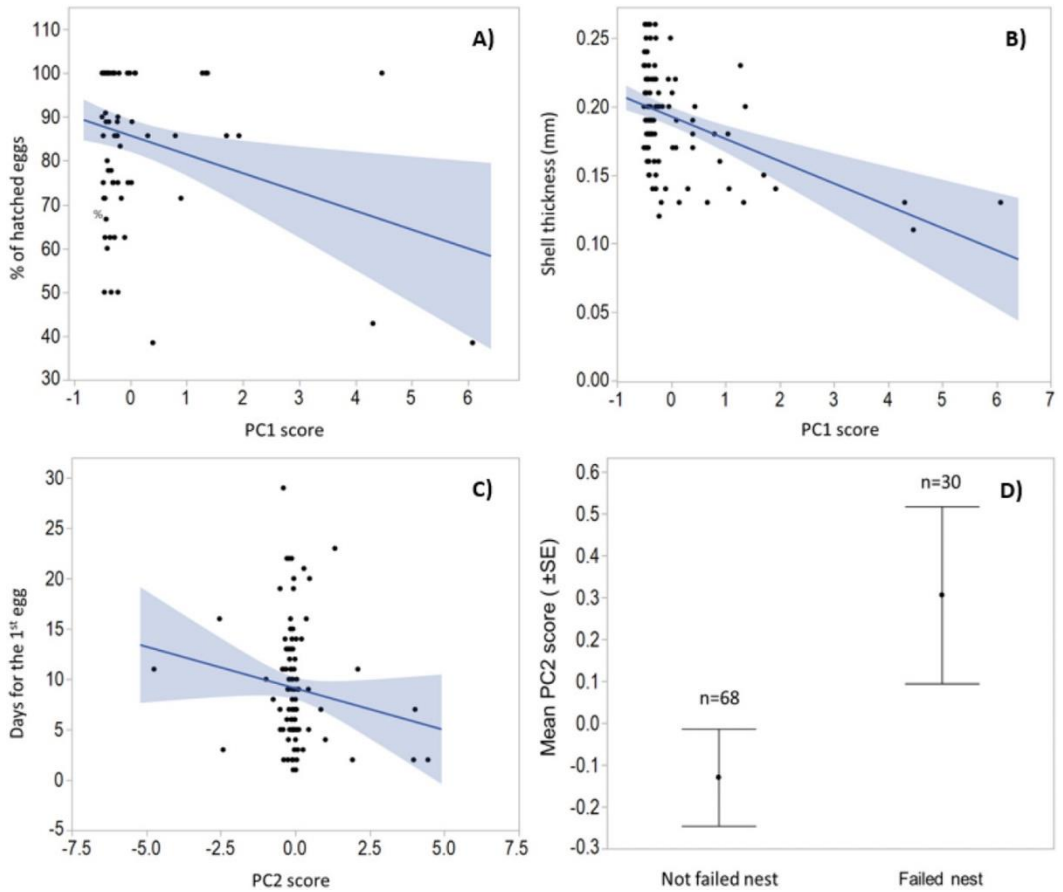 A)
% of hatched eggs
100
90
80
70
60
50
40
30
%
-1 0 1 2 3 4 5 6
PC1 score
B)
Shell thickness (mm)
0.25
0.20
0.15
0.10
0.05
0.00
-1 0 1 2 3 4 5 6 7
PC1 score
C)
Days for the 1st egg
30
25
20
15
10
5
0
-5
-7.5 -5.0 -2.5 0.0 2.5 5.0 7.5
PC2 score
D)
Mean PC2 score ( ±SE)
0.6
0.5
0.4
0.3
0.2
0.1
0.0
-0.1
-0.2
-0.3
n=68
n=30
Not failed nest Failed nest